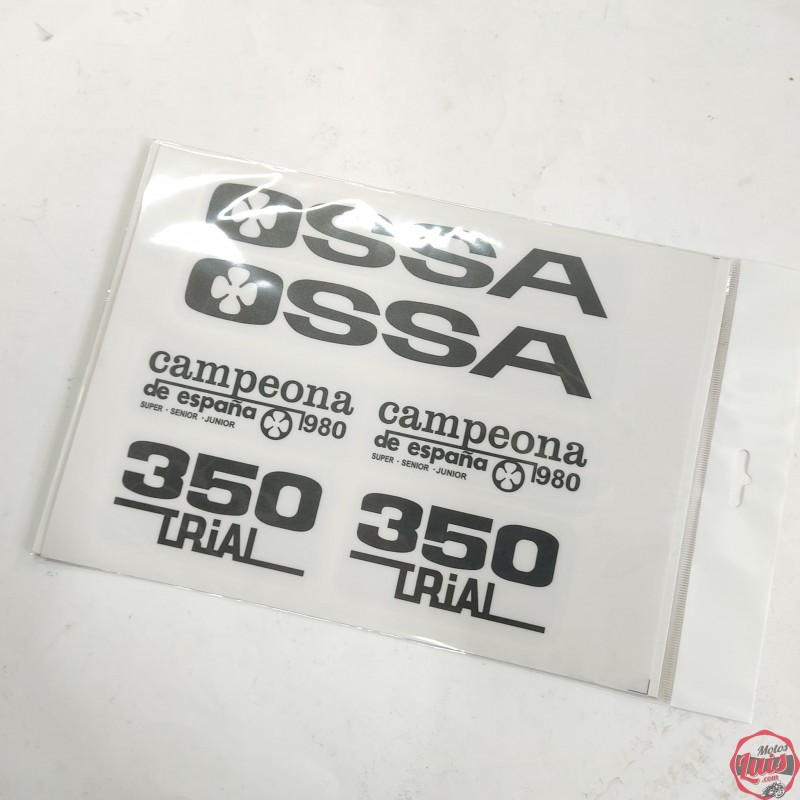 OSSA
OSSA
campeona
de españa 1980
SUPER · SENIOR · JUNIOR
campeona
de españa 1980
SUPER · SENIOR · JUNIOR
350
TRiAL
350
TRiAL
Motos
Luis
.com